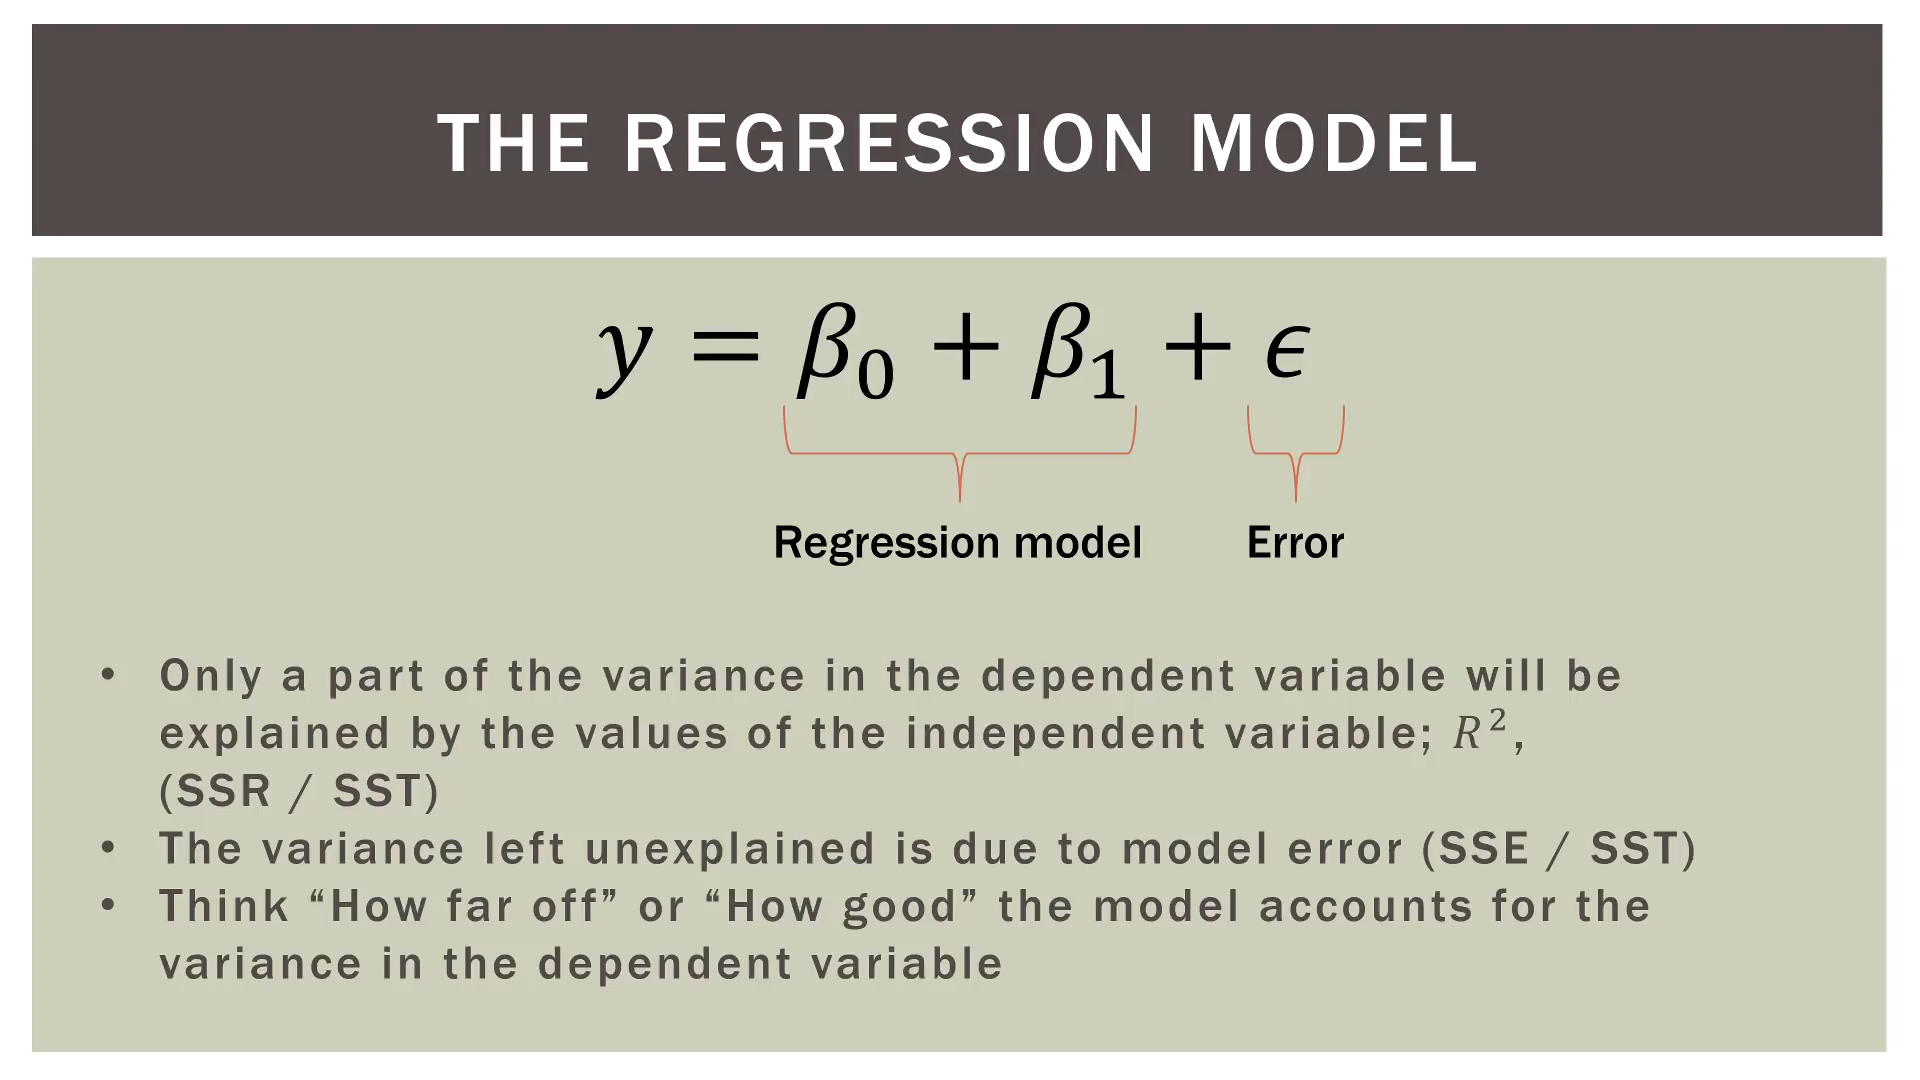 THE REGRESSION MODEL
y = β₀ + β₁ + ϵ
Regression model Error
• Only a part of the variance in the dependent variable will be
explained by the values of the independent variable; R²,
(SSR / SST)
• The variance left unexplained is due to model error (SSE / SST)
• Think “How far off” or “How good” the model accounts for the
variance in the dependent variable